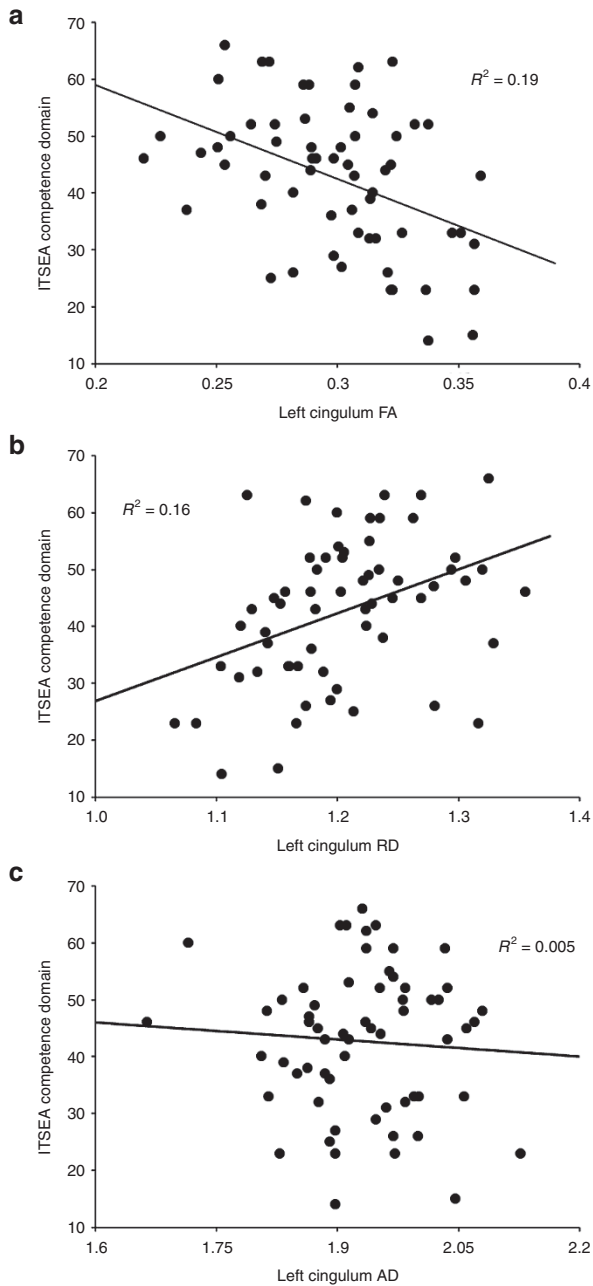 a
70
60
50
40
30
20
10
ITSEA competence domain
R² = 0.19
0.2 0.25 0.3 0.35 0.4
Left cingulum FA
b
70
60
50
40
30
20
10
ITSEA competence domain
R² = 0.16
1.0 1.1 1.2 1.3 1.4
Left cingulum RD
c
70
60
50
40
30
20
10
ITSEA competence domain
R² = 0.005
1.6 1.75 1.9 2.05 2.2
Left cingulum AD